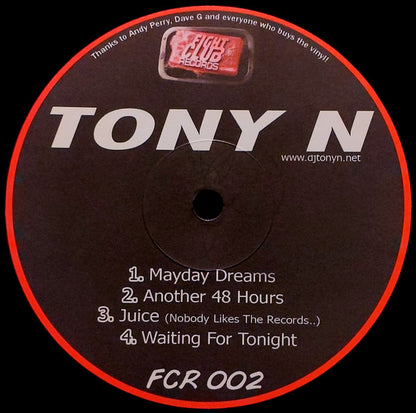 Thanks to Andy Perry, Dave G and everyone who buys the vinyl!!
FIGHT
CLUB
RECORDS
TONY N
www.djtonyn.net
1. Mayday Dreams
2. Another 48 Hours
3. Juice (Nobody Likes The Records..)
4. Waiting For Tonight
FCR 002